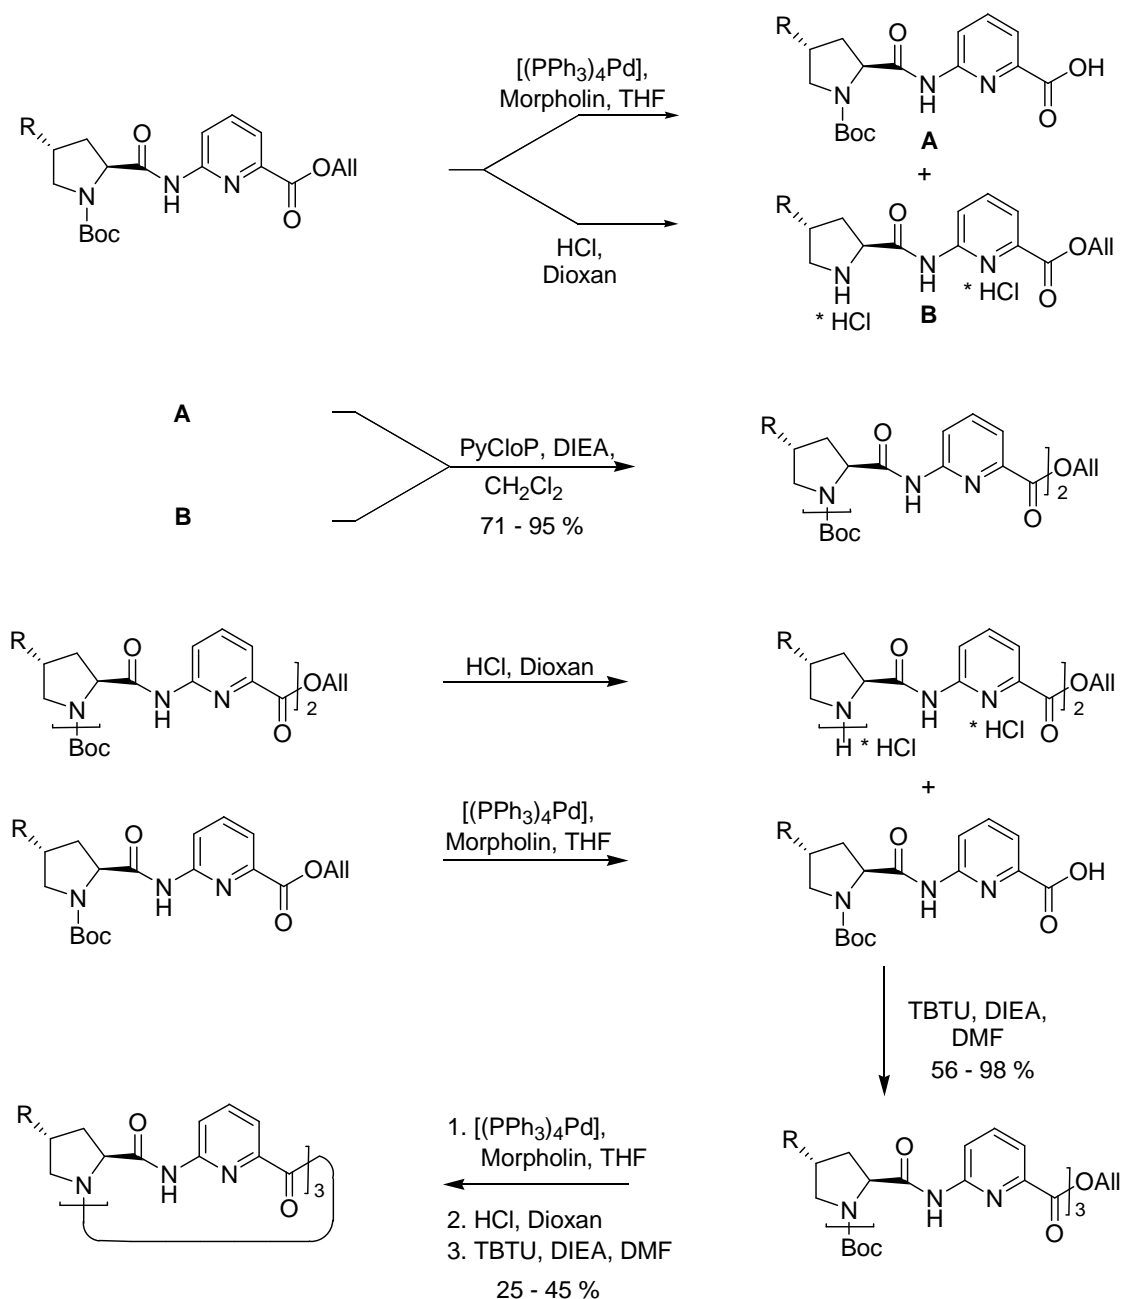 [(PPh3)4Pd],
Morpholin, THF
HCl,
Dioxan
R
O
N
Boc
N
H
N
OAll
O
R
O
N
Boc
N
H
N
OH
O
A
+
R
O
N
H
* HCl
N
H
N
* HCl
OAll
O
B
A
B
PyCloP, DIEA,
CH2Cl2
71 - 95 %
R
O
N
Boc
N
H
N
O
2
OAll
R
O
N
Boc
N
H
N
O
2
OAll
HCl, Dioxan
R
O
N
H * HCl
N
H
N
* HCl
O
2
OAll
+
R
O
N
Boc
N
H
N
OAll
O
[(PPh3)4Pd],
Morpholin, THF
R
O
N
Boc
N
H
N
OH
O
TBTU, DIEA,
DMF
56 - 98 %
R
O
N
N
H
N
O
3
1. [(PPh3)4Pd],
Morpholin, THF
2. HCl, Dioxan
3. TBTU, DIEA, DMF
25 - 45 %
R
O
N
Boc
N
H
N
O
3
OAll